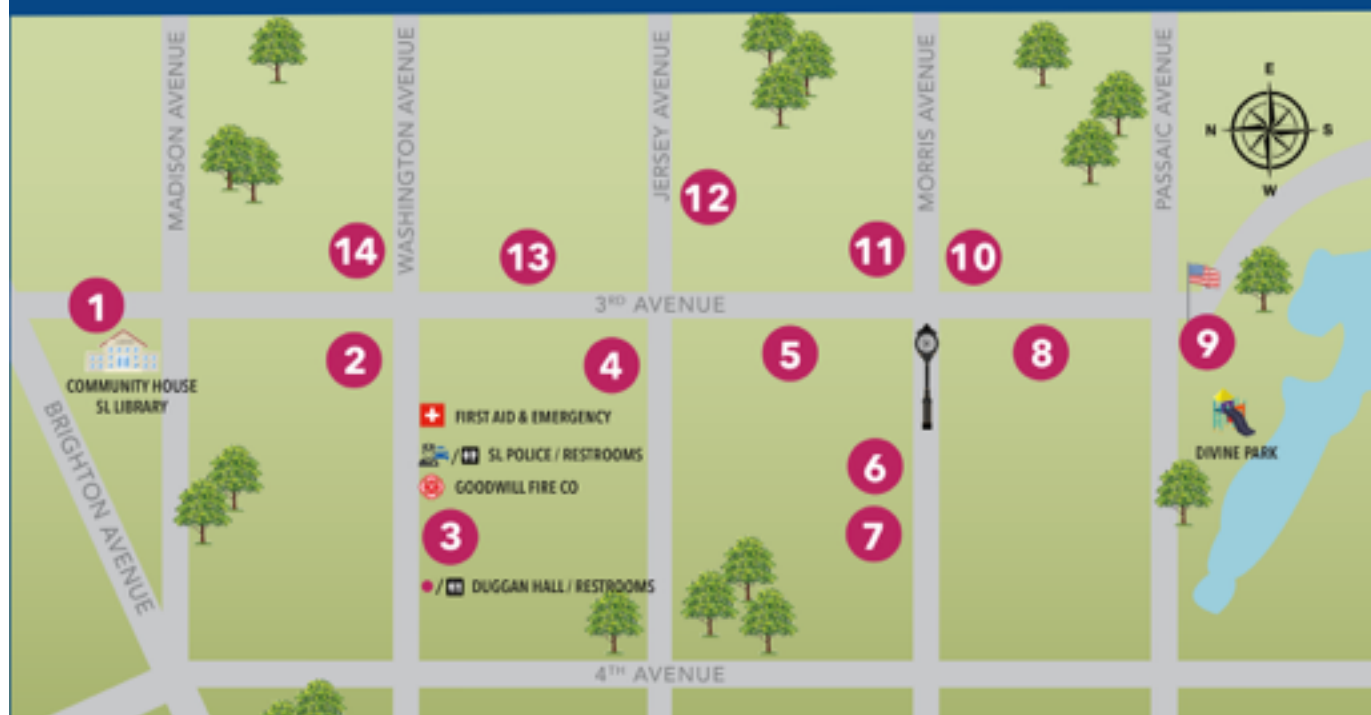 MADISON AVENUE
WASHINGTON AVENUE
JERSEY AVENUE
MORRIS AVENUE
PASSAIC AVENUE
E
N
S
W
12
14
13
11
10
1
3RD AVENUE
2
4
5
8
9
COMMUNITY HOUSE
SL LIBRARY
BRIGHTON AVENUE
FIRST AID & EMERGENCY
/ SL POLICE / RESTROOMS
GOODWILL FIRE CO
DIVINE PARK
6
3
7
/ DUGGAN HALL / RESTROOMS
4TH AVENUE